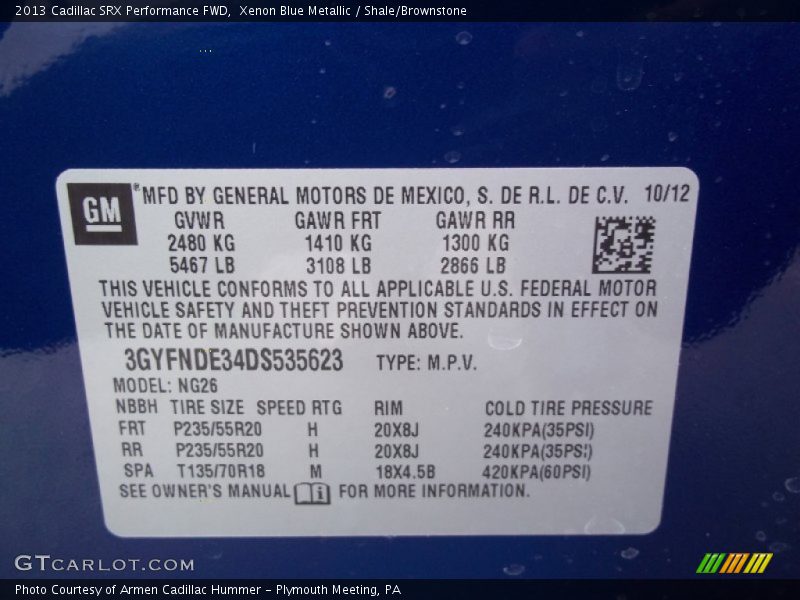 2013 Cadillac SRX Performance FWD,  Xenon Blue Metallic / Shale/Brownstone
GM ® MFD BY GENERAL MOTORS DE MEXICO, S. DE R.L. DE C.V. 10/12
GVWR GAWR FRT GAWR RR
2480 KG 1410 KG 1300 KG
5467 LB 3108 LB 2866 LB
THIS VEHICLE CONFORMS TO ALL APPLICABLE U.S. FEDERAL MOTOR
VEHICLE SAFETY AND THEFT PREVENTION STANDARDS IN EFFECT ON
THE DATE OF MANUFACTURE SHOWN ABOVE.
3GYFNDE34DS535623 TYPE: M.P.V.
MODEL: NG26
NBBH TIRE SIZE SPEED RTG RIM COLD TIRE PRESSURE
FRT P235/55R20 H 20X8J 240KPA(35PSI)
RR P235/55R20 H 20X8J 240KPA(35PSI)
SPA T135/70R18 M 18X4.5B 420KPA(60PSI)
SEE OWNER'S MANUAL i FOR MORE INFORMATION.
GTCARLOT.COM
Photo Courtesy of Armen Cadillac Hummer - Plymouth Meeting, PA